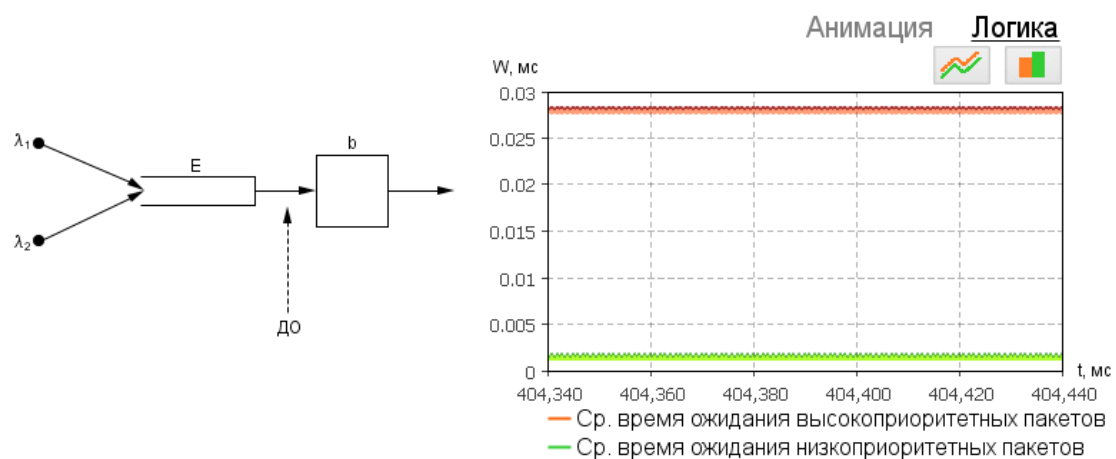 Анимация Логика
λ1
λ2
E
b
ДО
W, мс
0.03
0.025
0.02
0.015
0.01
0.005
0
404,340 404,360 404,380 404,400 404,420 404,440
t, мс
Ср. время ожидания высокоприоритетных пакетов
Ср. время ожидания низкоприоритетных пакетов